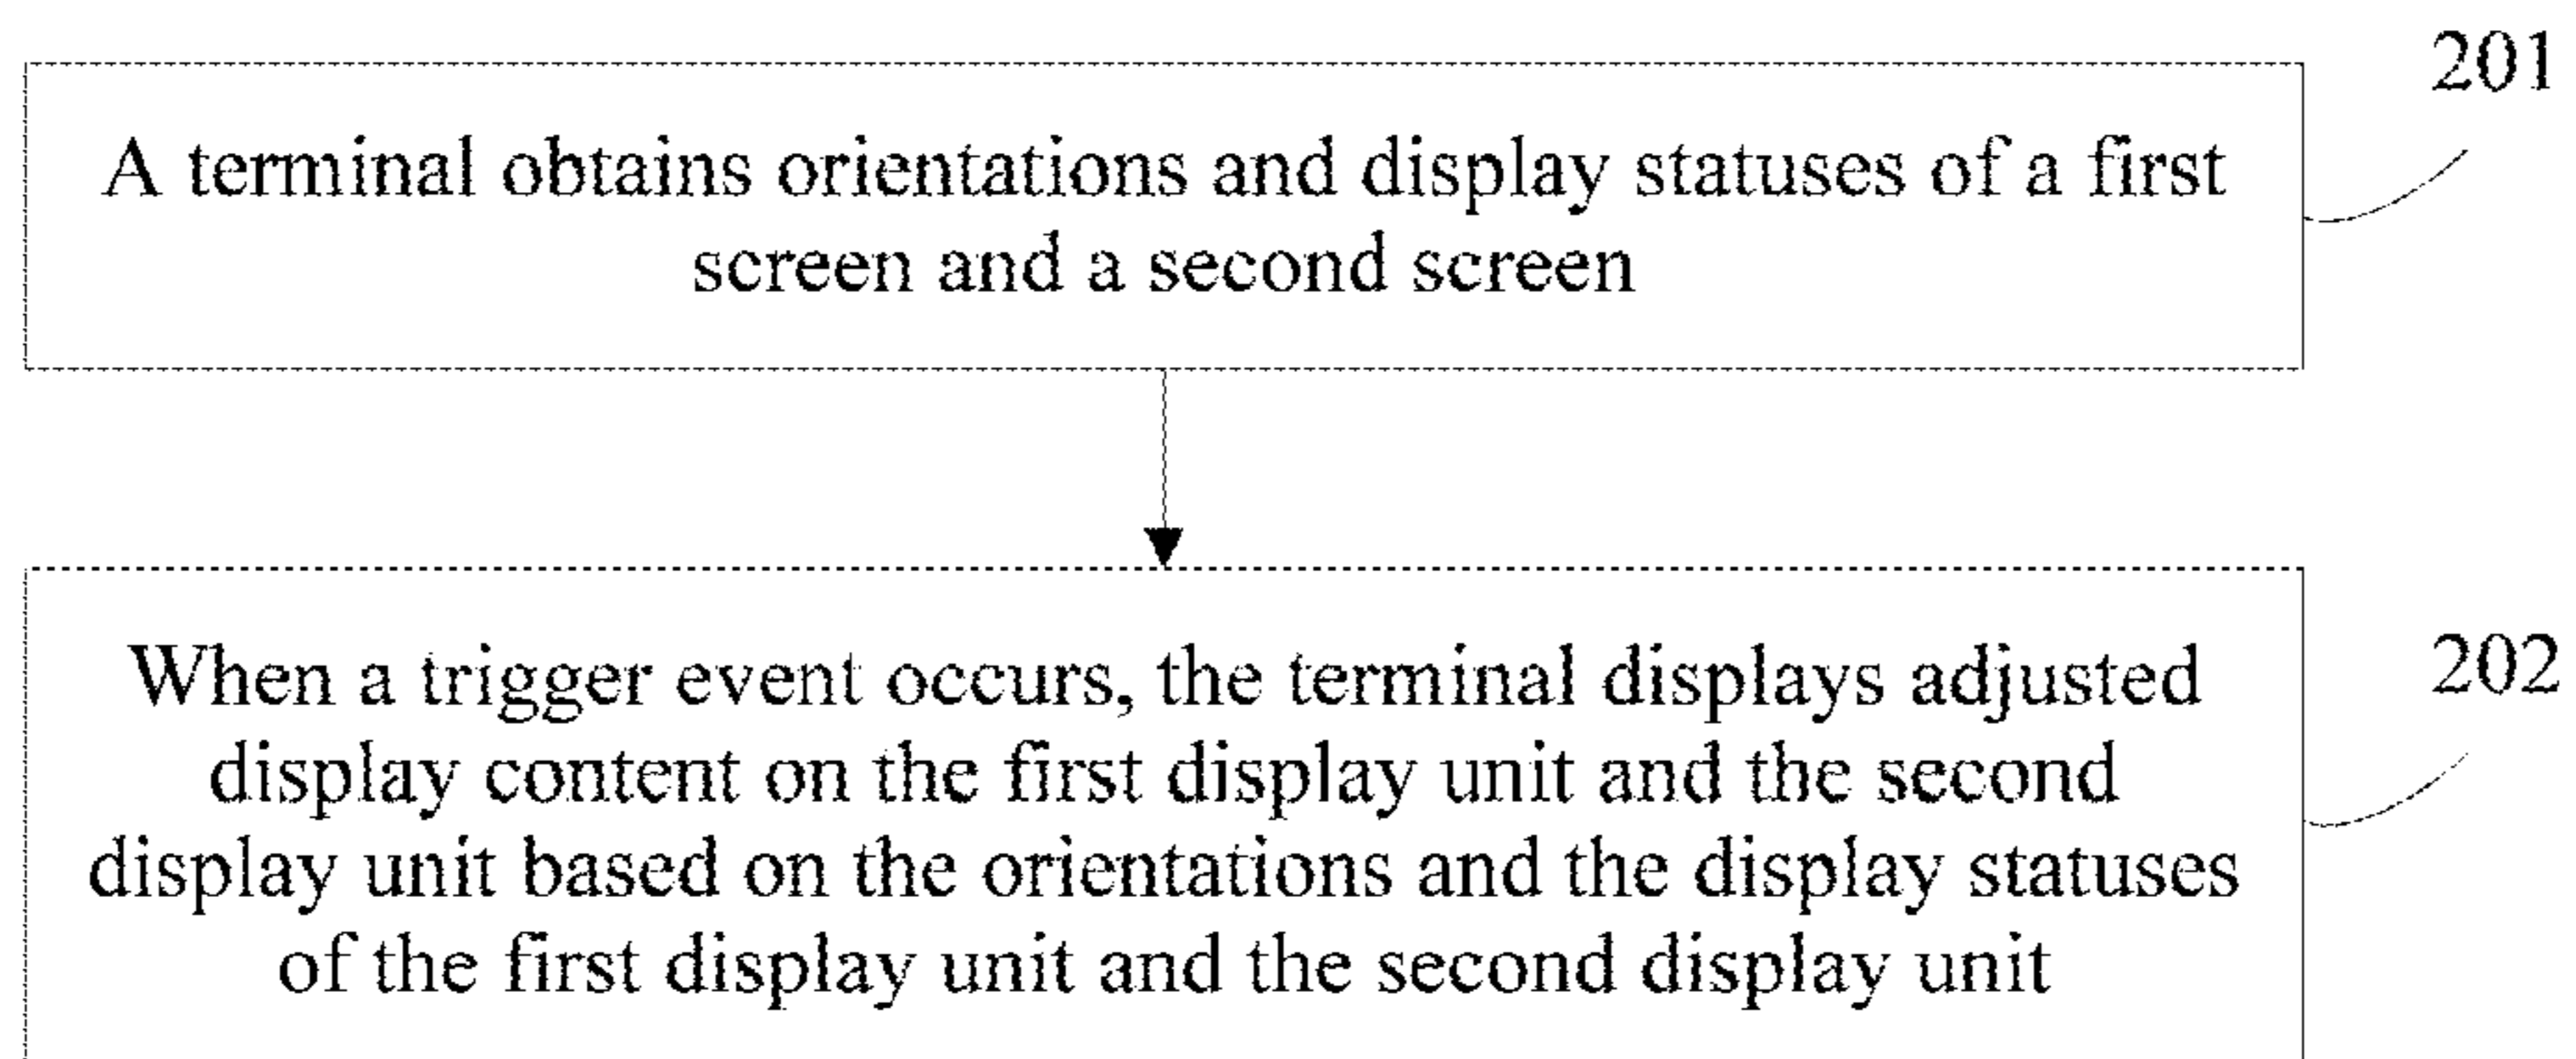 201
A terminal obtains orientations and display statuses of a first
screen and a second screen
When a trigger event occurs, the terminal displays adjusted
202
display content on the first display unit and the second
display unit based on the orientations and the display statuses
of the first display unit and the second display unit